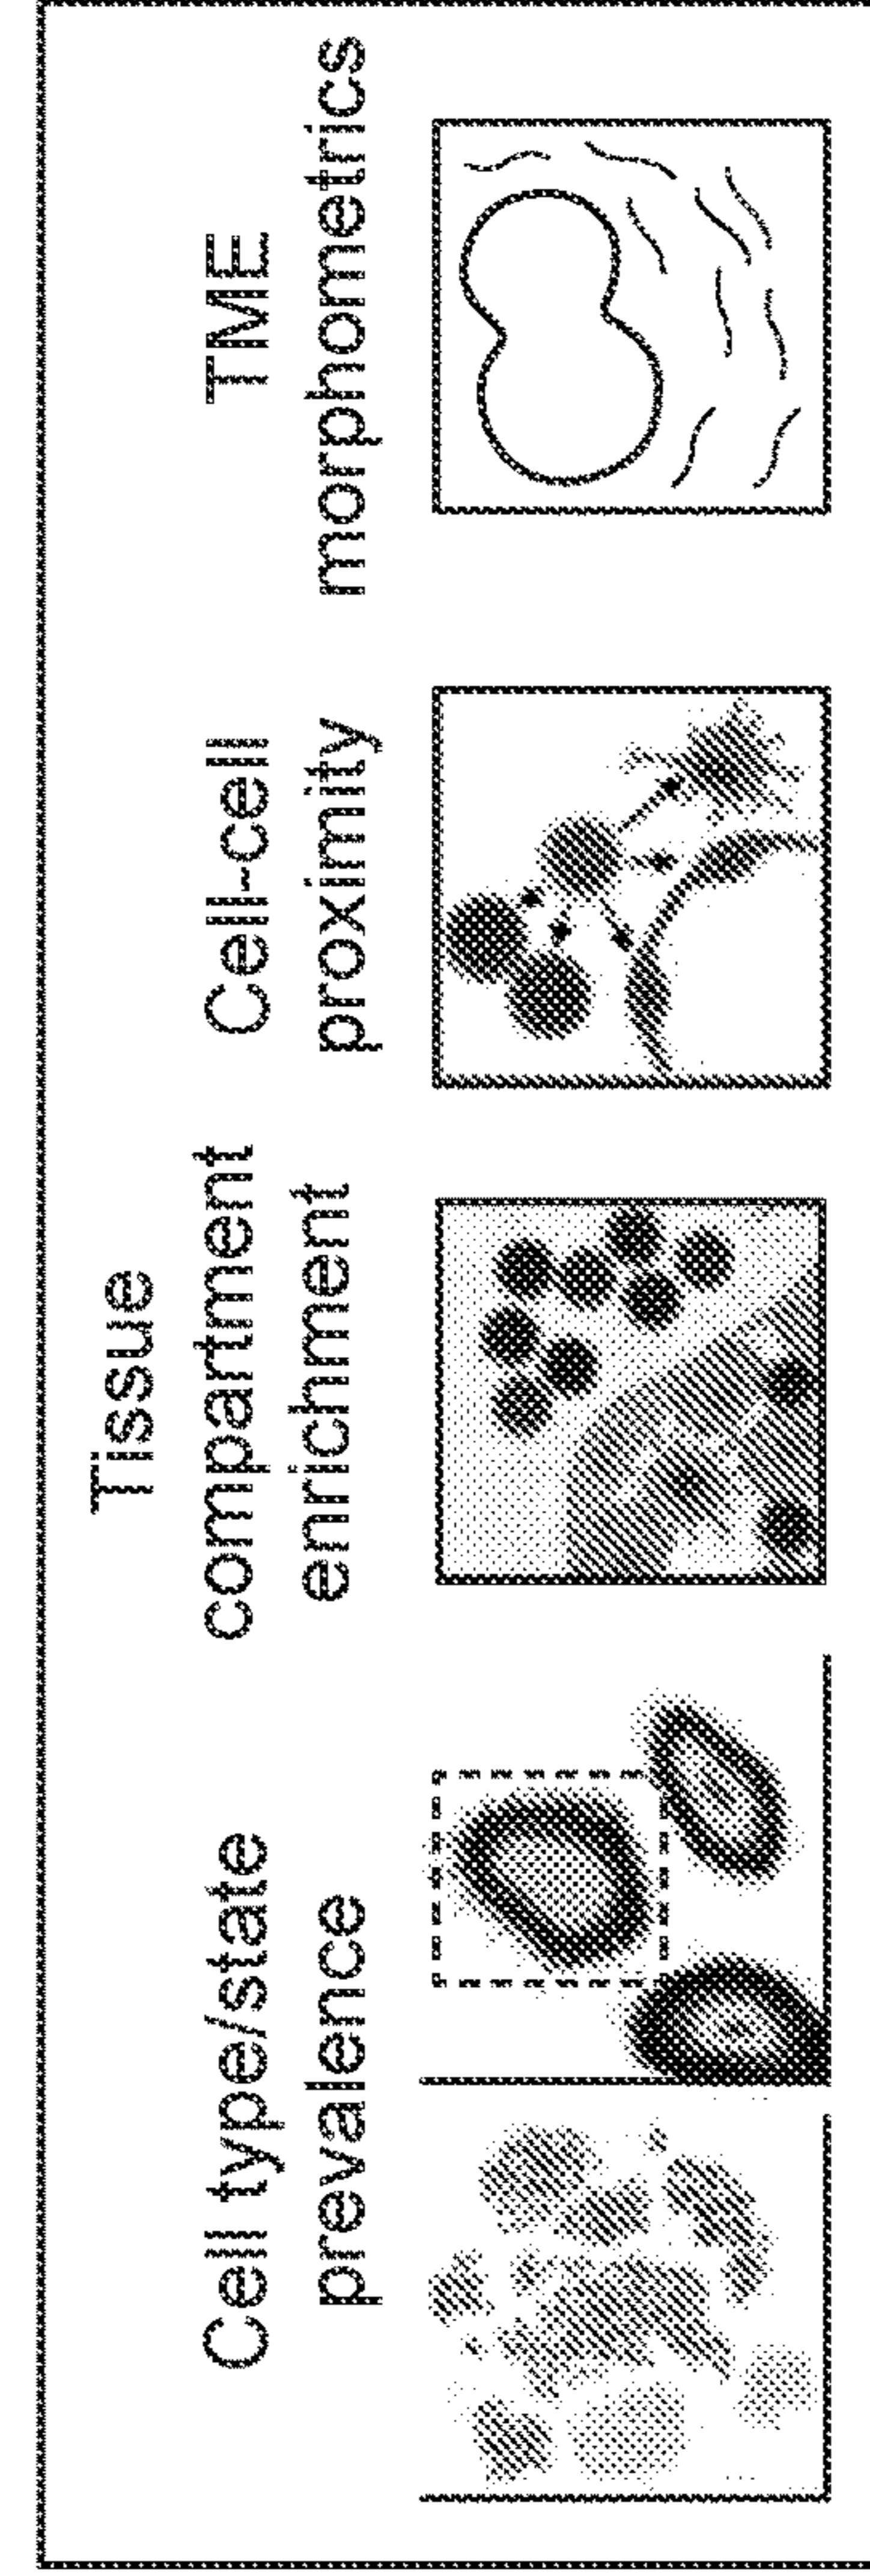 Cell type/state
prevalence
Tissue
compartment
enrichment
Cell-cell
proximity
TME
morphometrics